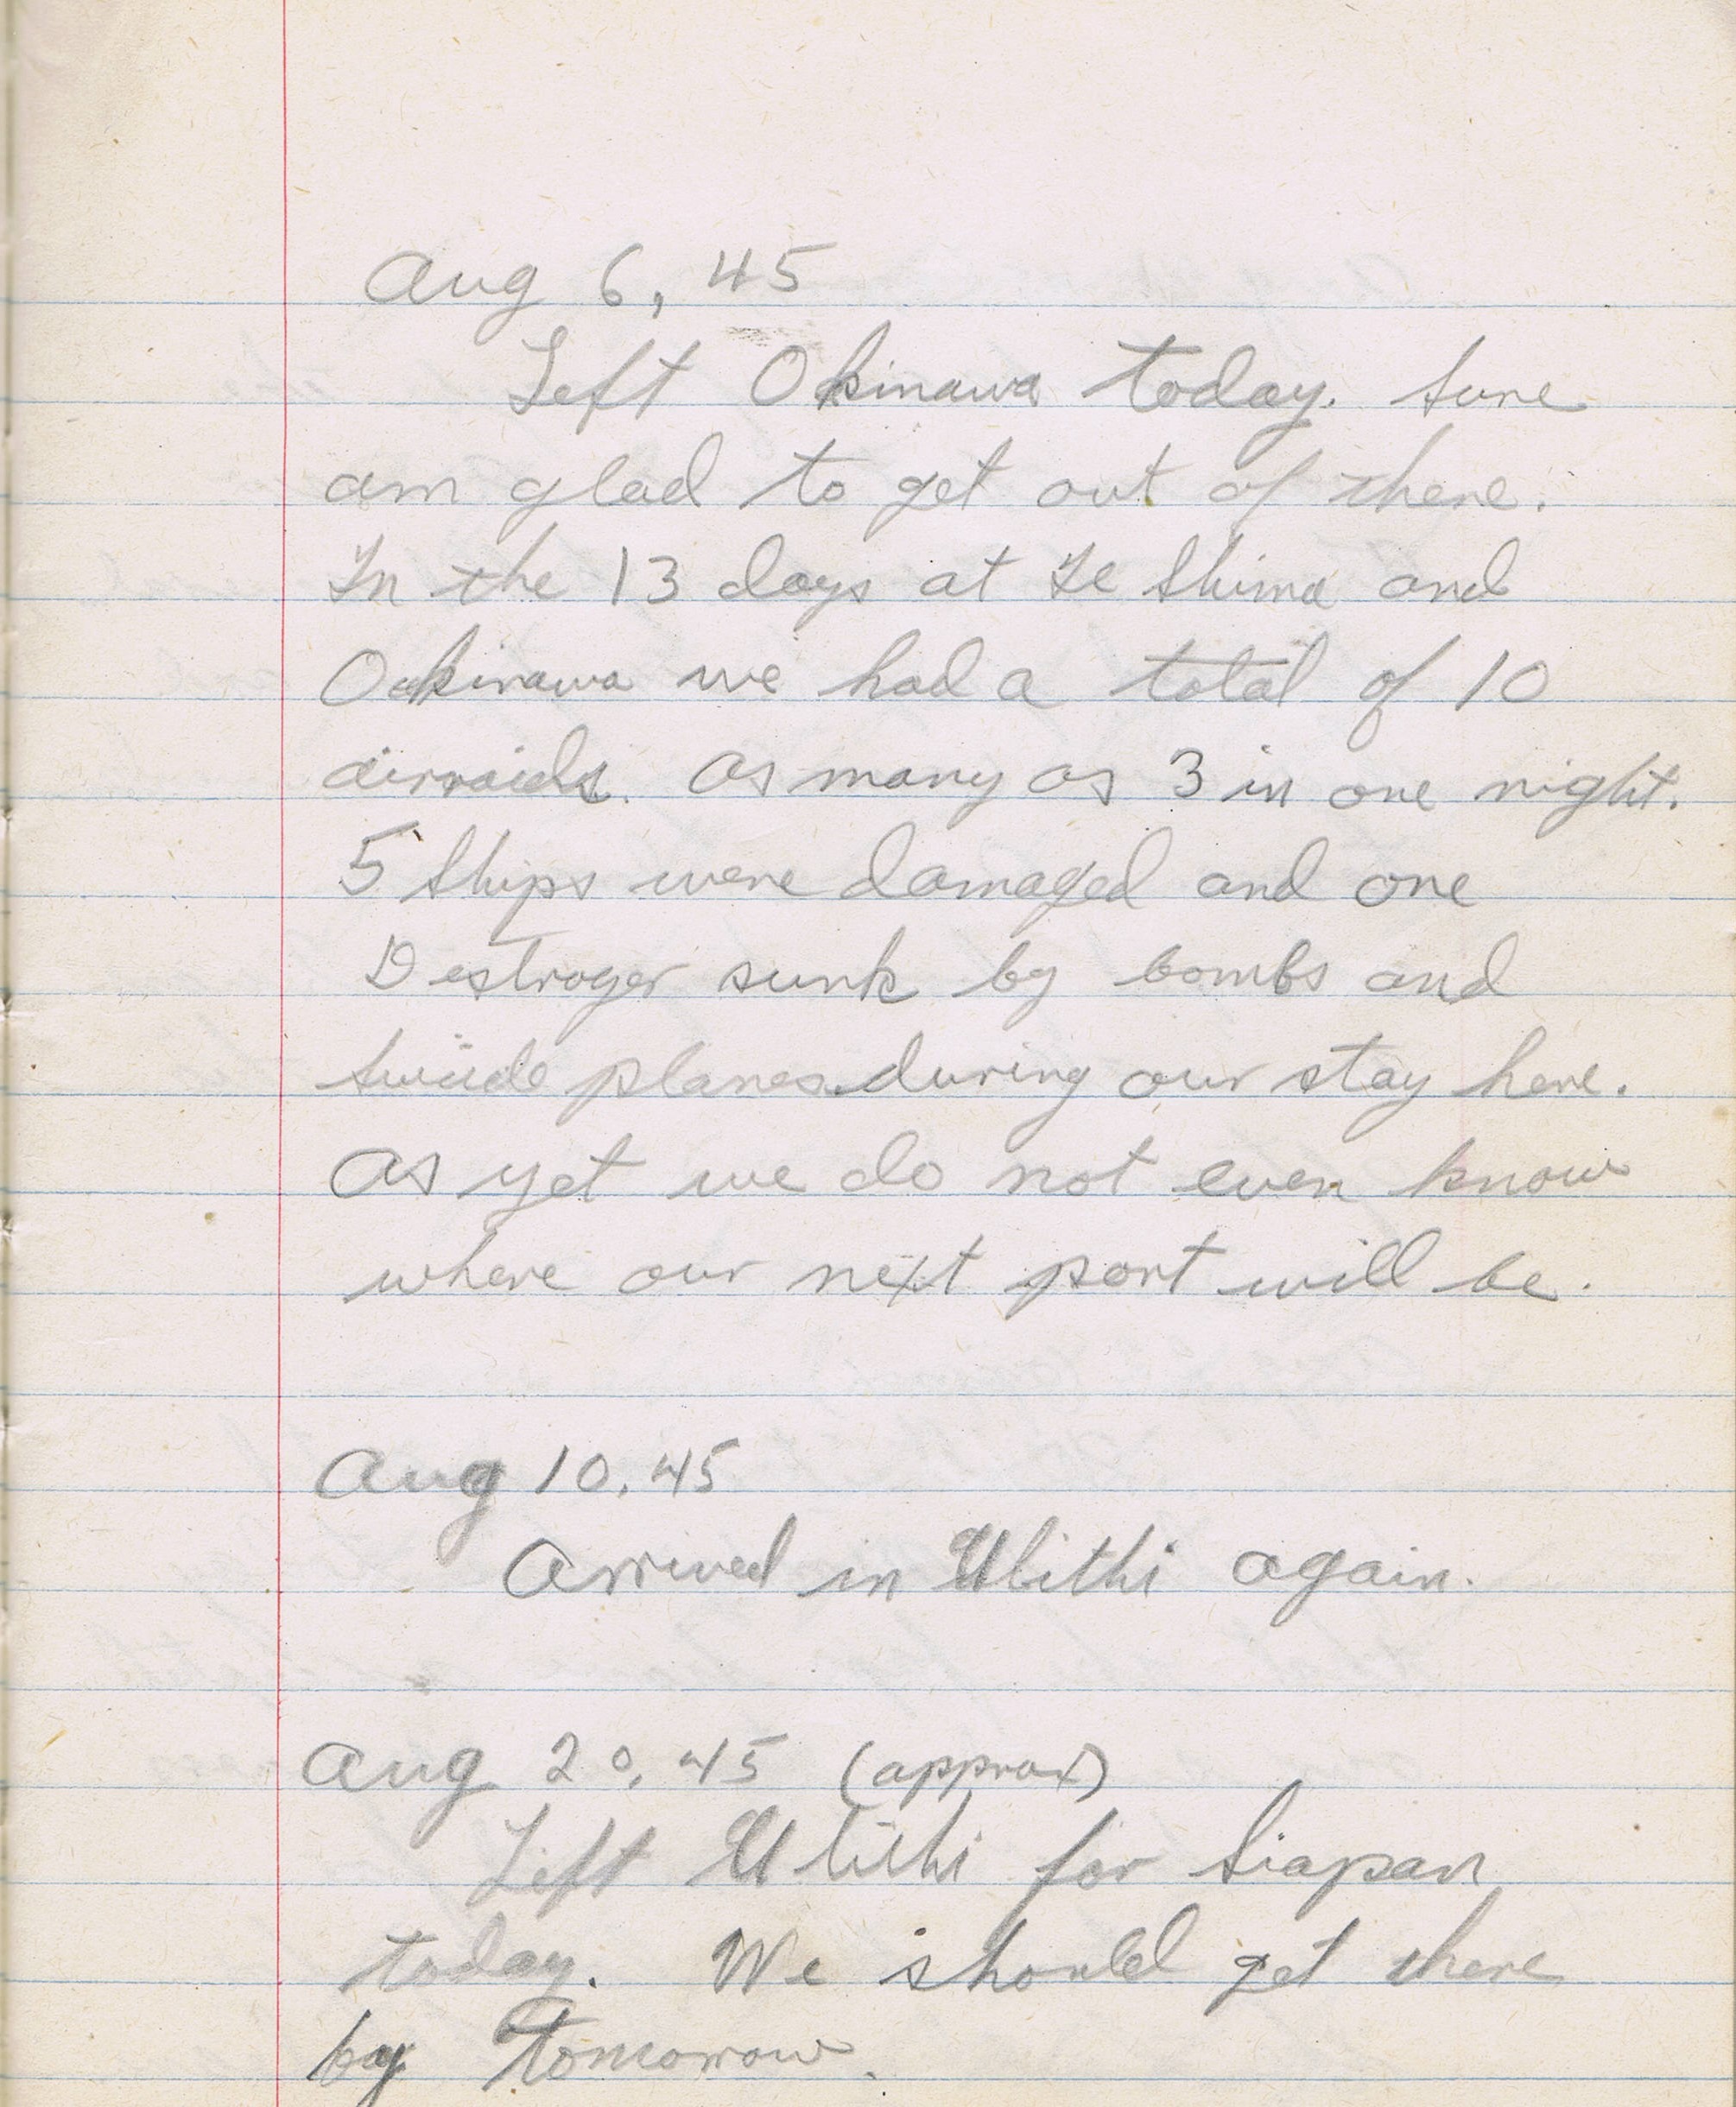 Aug 6, 45
Left Okinawa today. Sure
am glad to get out of there.
In the 13 days at Ie Shima and
Okinawa we had a total of 10
airraids. As many as 3 in one night.
5 ships were damaged and one
Destroyer sunk by bombs and
suicide planes during our stay here.
As yet we do not even know
where our next port will be.
Aug 10, 45
Arrived in Ulithi again.
Aug 20, 45 (approx)
Left Ulithi for Siapan
today. We should get there
by tomorrow.